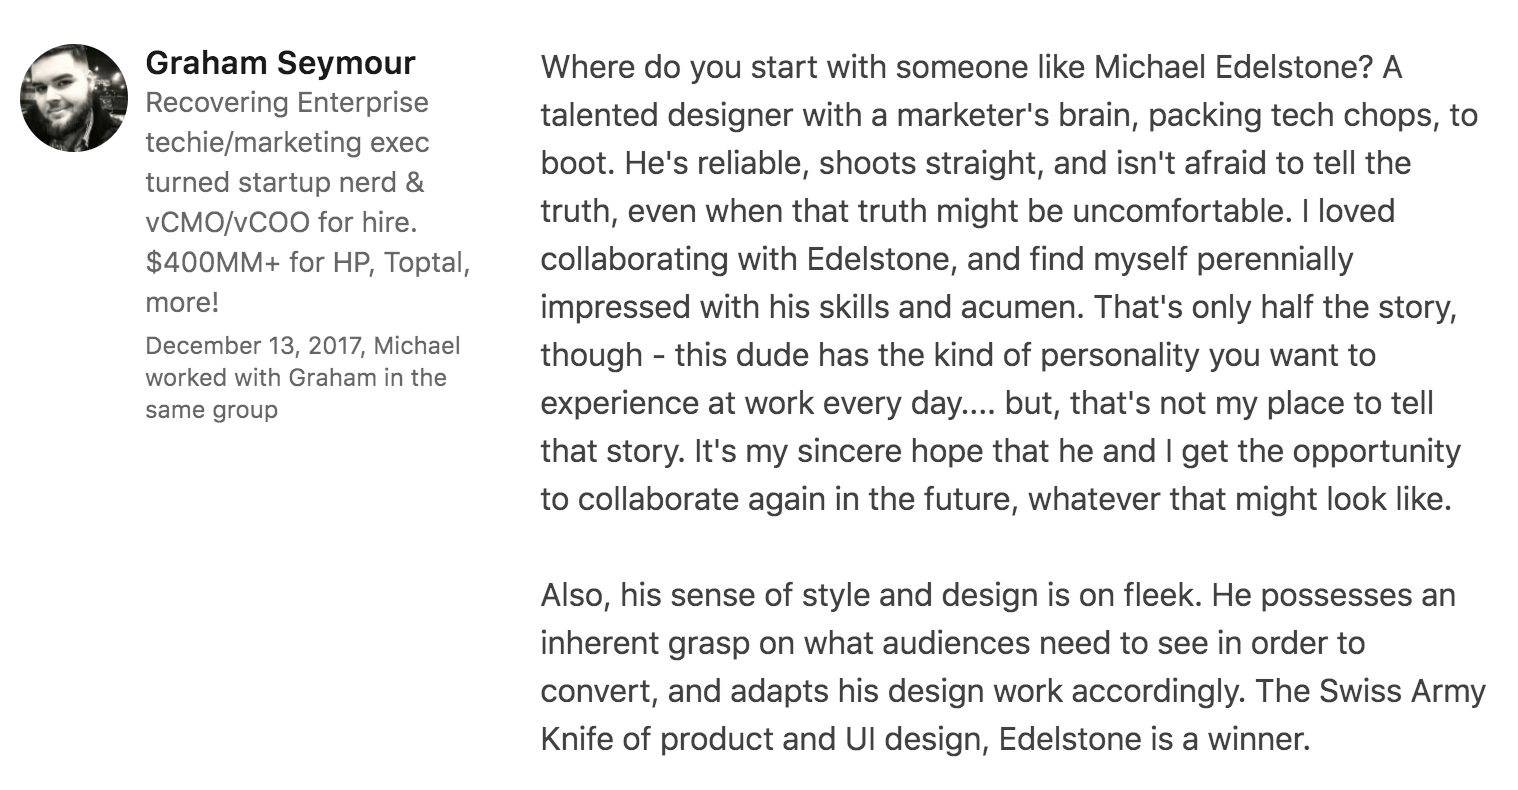 Graham Seymour
Recovering Enterprise
techie/marketing exec
turned startup nerd &
vCMO/vCOO for hire.
$400MM+ for HP, Toptal,
more!
December 13, 2017, Michael
worked with Graham in the
same group
Where do you start with someone like Michael Edelstone? A
talented designer with a marketer's brain, packing tech chops, to
boot. He's reliable, shoots straight, and isn't afraid to tell the
truth, even when that truth might be uncomfortable. I loved
collaborating with Edelstone, and find myself perennially
impressed with his skills and acumen. That's only half the story,
though - this dude has the kind of personality you want to
experience at work every day.... but, that's not my place to tell
that story. It's my sincere hope that he and I get the opportunity
to collaborate again in the future, whatever that might look like.
Also, his sense of style and design is on fleek. He possesses an
inherent grasp on what audiences need to see in order to
convert, and adapts his design work accordingly. The Swiss Army
Knife of product and UI design, Edelstone is a winner.